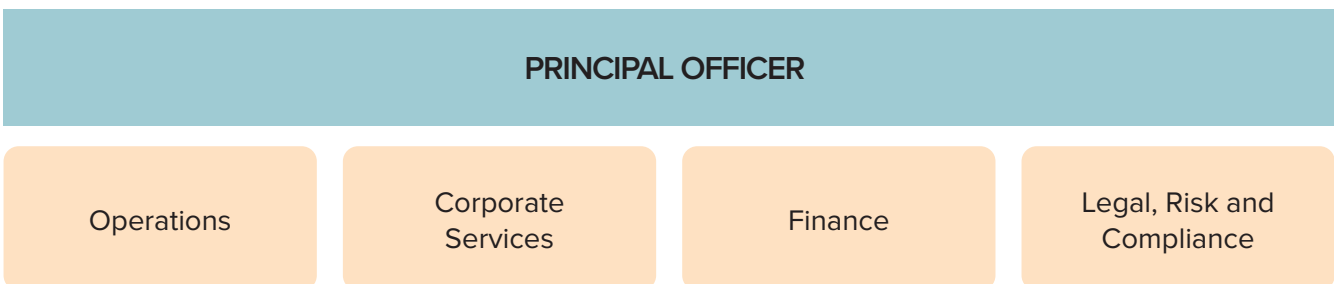 PRINCIPAL OFFICER
Operations
Corporate
Services
Finance
Legal, Risk and
Compliance